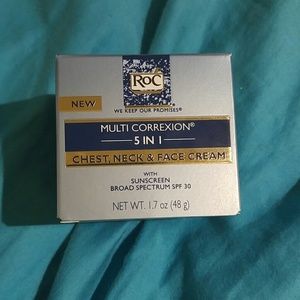 RoC
WE KEEP OUR PROMISES®
NEW
MULTI CORREXION®
5 IN 1
CHEST, NECK & FACE CREAM
WITH
SUNSCREEN
BROAD SPECTRUM SPF 30
NET WT. 1.7 oz (48 g)